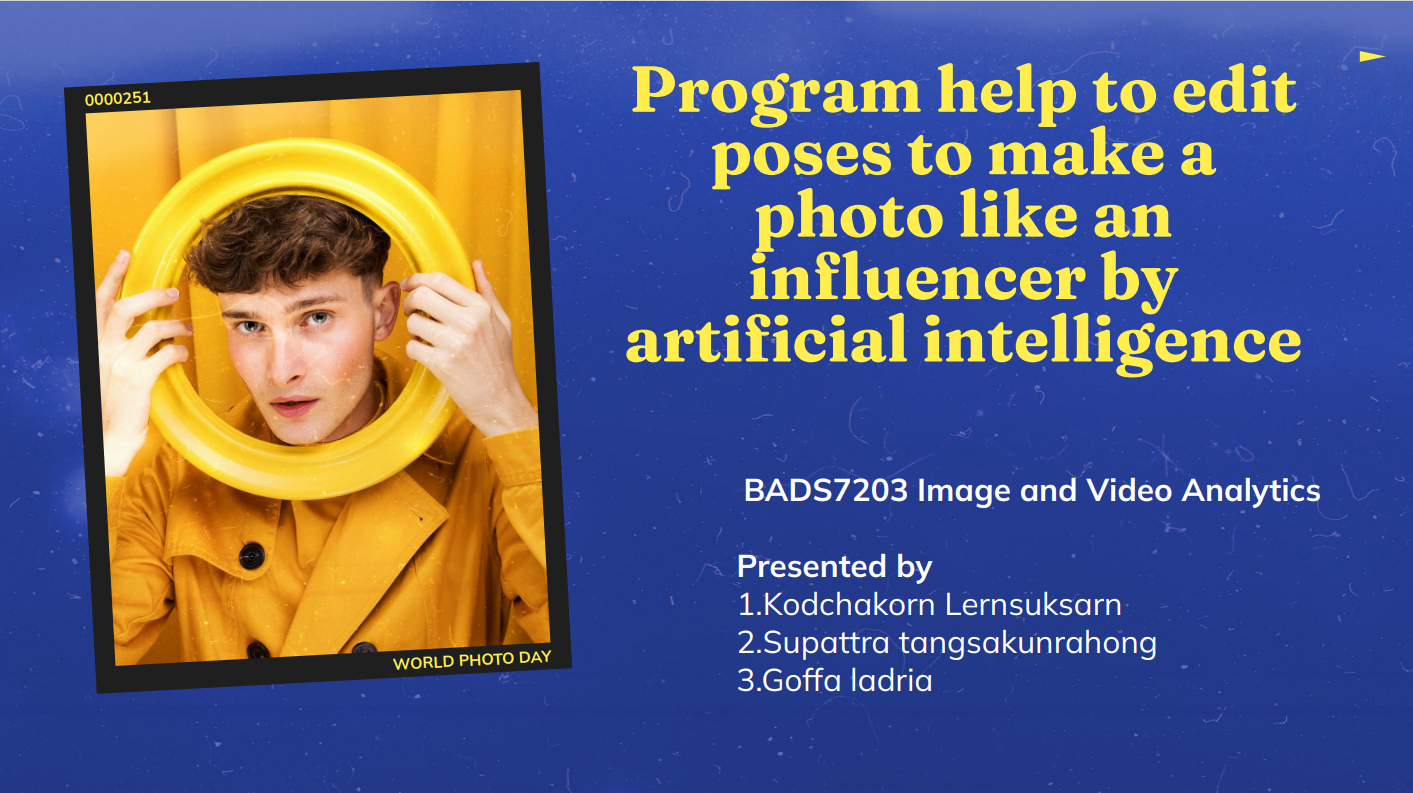 0000251
WORLD PHOTO DAY
Program help to edit
poses to make a
photo like an
influencer by
artificial intelligence
BADS7203 Image and Video Analytics
Presented by
1.Kodchakorn Lernsuksarn
2.Supattra tangsakunrahong
3.Goffa ladria